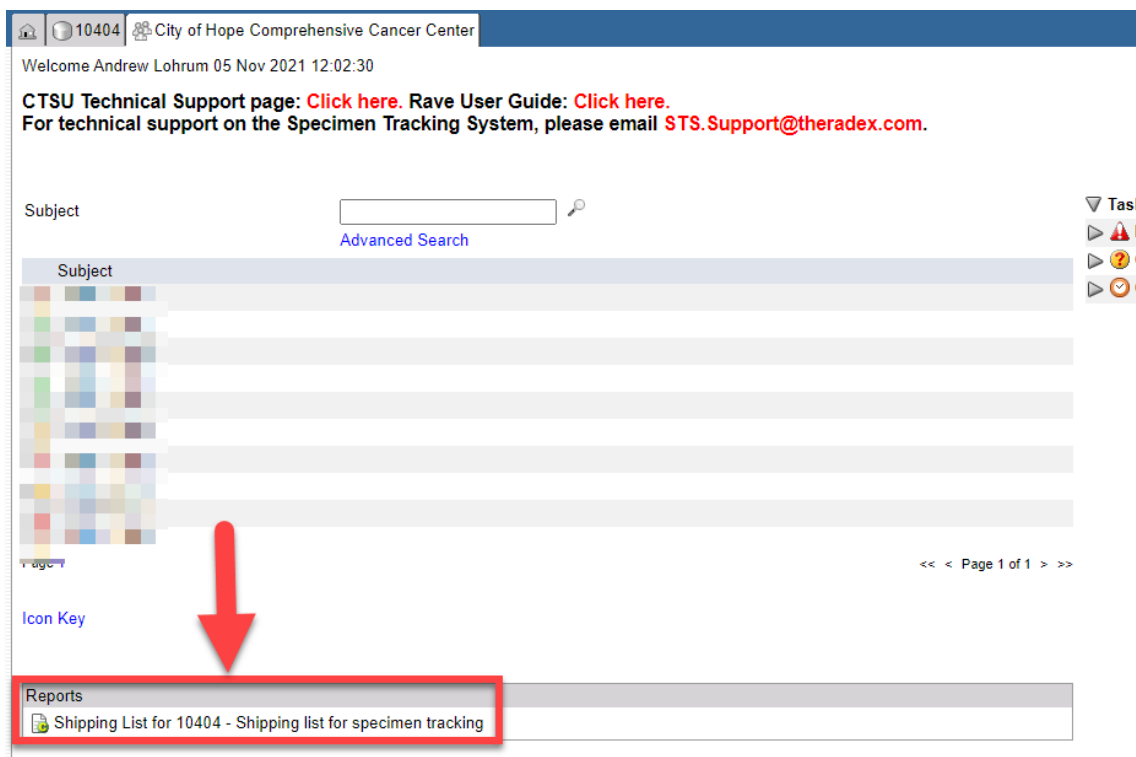 10404 City of Hope Comprehensive Cancer Center
Welcome Andrew Lohrum 05 Nov 2021 12:02:30
CTSU Technical Support page: Click here. Rave User Guide: Click here.
For technical support on the Specimen Tracking System, please email STS.Support@theradex.com.
Subject
Advanced Search
Subject
<< < Page 1 of 1 > >>
Icon Key
Reports
Shipping List for 10404 - Shipping list for specimen tracking